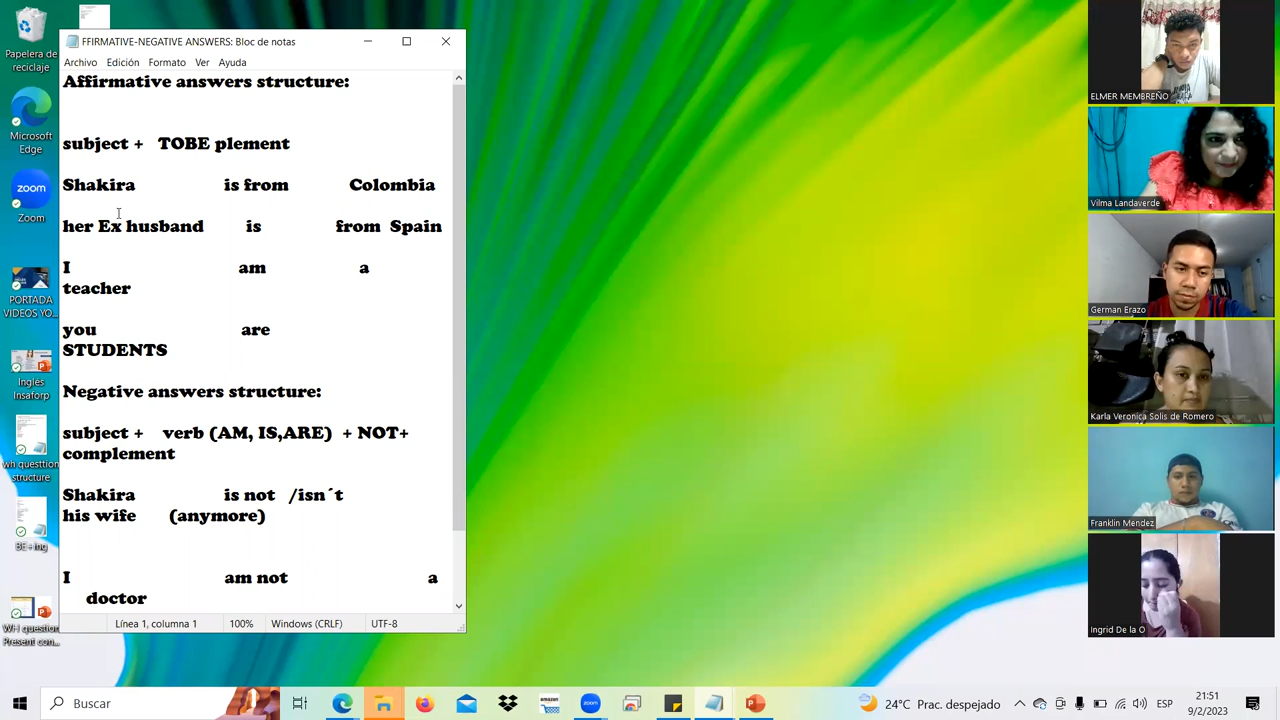 Papelera de
reciclaje
Microsoft
Edge
zoom
Zoom
PORTADA
VIDEOS YO...
Inglés
Insaforp
wh questtion
structure
BE +ing
WH question
Present con...
FFIRMATIVE-NEGATIVE ANSWERS: Bloc de notas
Archivo Edición Formato Ver Ayuda
Affirmative answers structure:
subject + TOBE plement
Shakira is from Colombia
her Ex husband is from Spain
I am a
teacher
you are
STUDENTS
Negative answers structure:
subject + verb (AM, IS,ARE) + NOT+
complement
Shakira is not /isn´t
his wife (anymore)
I am not a
doctor
Línea 1, columna 1 100% Windows (CRLF) UTF-8
ELMER MEMBREÑO
Vilma Landaverde
German Erazo
Karla Veronica Solis de Romero
Franklin Mendez
Ingrid De la O
Buscar
amazon
zoom
24°C Prac. despejado
ESP
21:51
9/2/2023